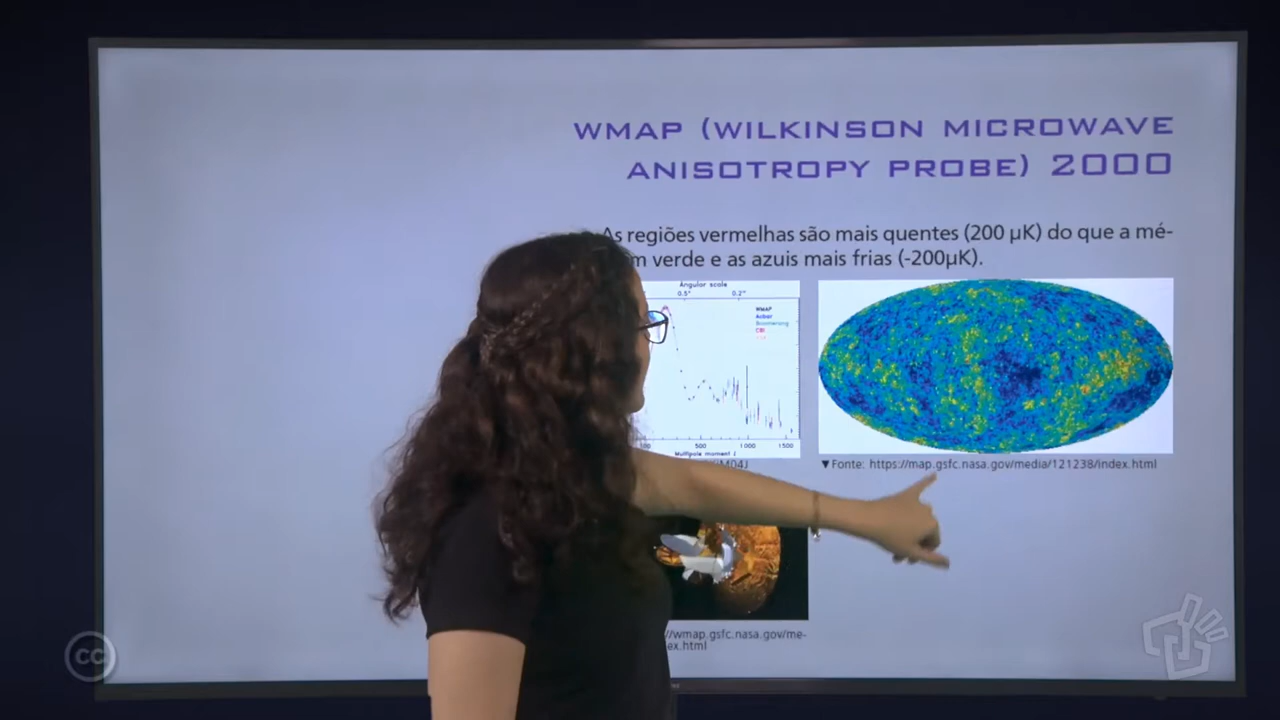 WMAP (WILKINSON MICROWAVE
ANISOTROPY PROBE) 2000
As regiões vermelhas são mais quentes (200 µK) do que a mé-
verde e as azuis mais frias (-200µK).
Angular scale
0.5° 0.2°
WMAP
Acbar
Boomerang
CBI
500 1000 1500
Multipole moment l
▼Fonte: https://map.gsfc.nasa.gov/media/121238/index.html
//wmap.gsfc.nasa.gov/me-
ex.html
cc